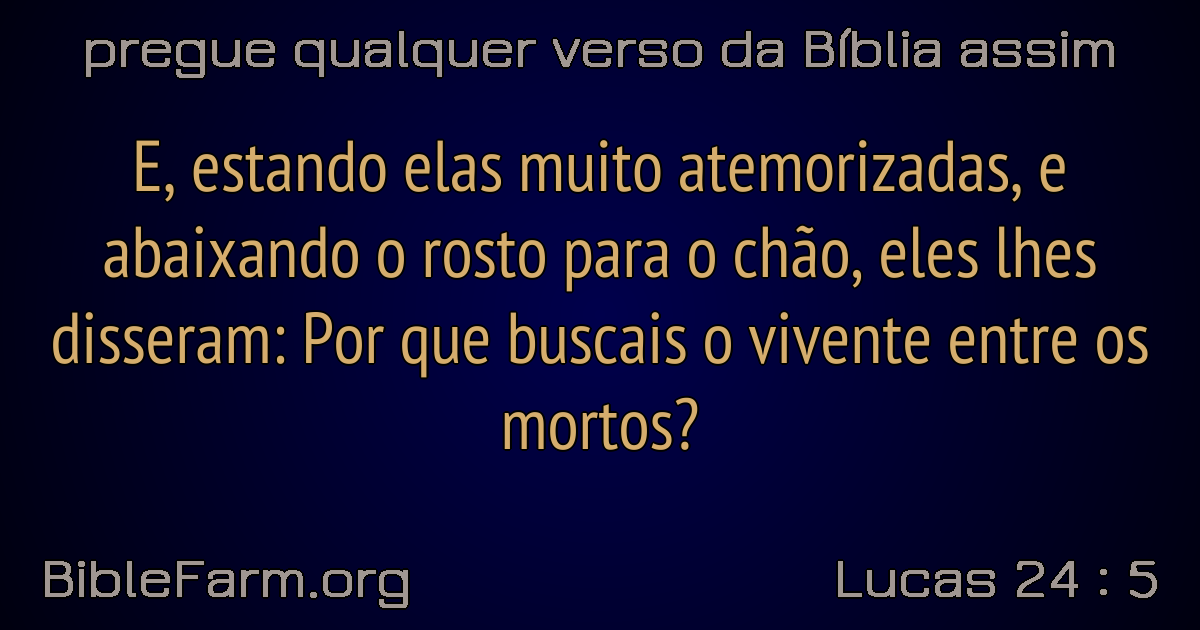 pregue qualquer verso da Bíblia assim
E, estando elas muito atemorizadas, e
abaixando o rosto para o chão, eles lhes
disseram: Por que buscais o vivente entre os
mortos?
BibleFarm.org
Lucas 24 : 5